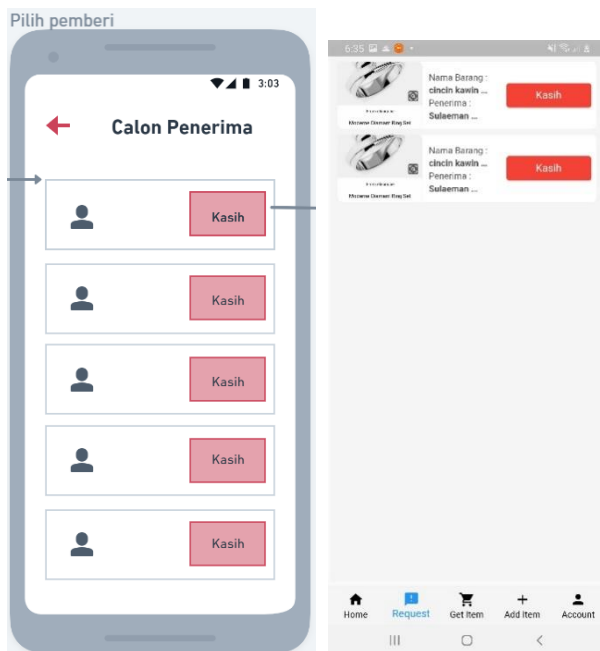 Pilih pemberi
3:03
Calon Penerima
Kasih
Kasih
Kasih
Kasih
Kasih
6:35
Nama Barang :
cincin kawin ...
Penerima :
Sulaeman ...
Kasih
Nama Barang :
cincin kawin ...
Penerima :
Sulaeman ...
Kasih
Home
Request
Get Item
Add Item
Account